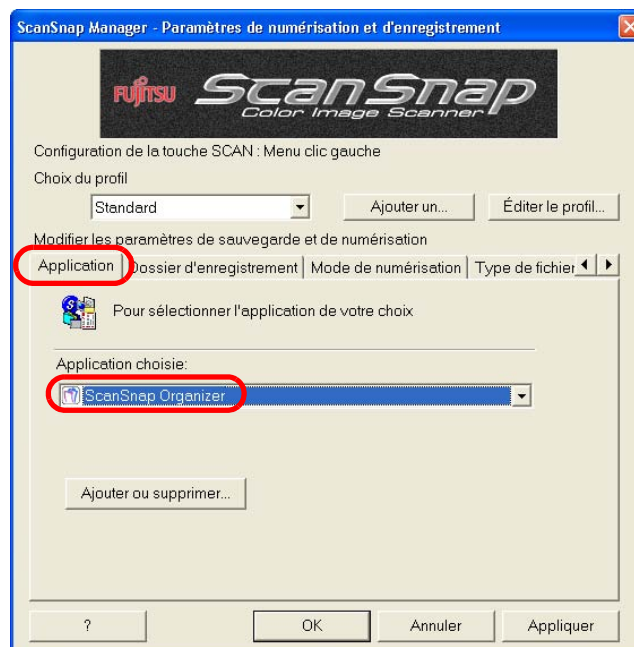 ScanSnap Manager - Paramètres de numérisation et d'enregistrement
FUJITSU ScanSnap
Color Image Scanner
Configuration de la touche SCAN : Menu clic gauche
Choix du profil
Standard Ajouter un... Éditer le profil...
Modifier les paramètres de sauvegarde et de numérisation
Application Dossier d'enregistrement Mode de numérisation Type de fichier
Pour sélectionner l'application de votre choix
Application choisie:
ScanSnap Organizer
Ajouter ou supprimer...
? OK Annuler Appliquer